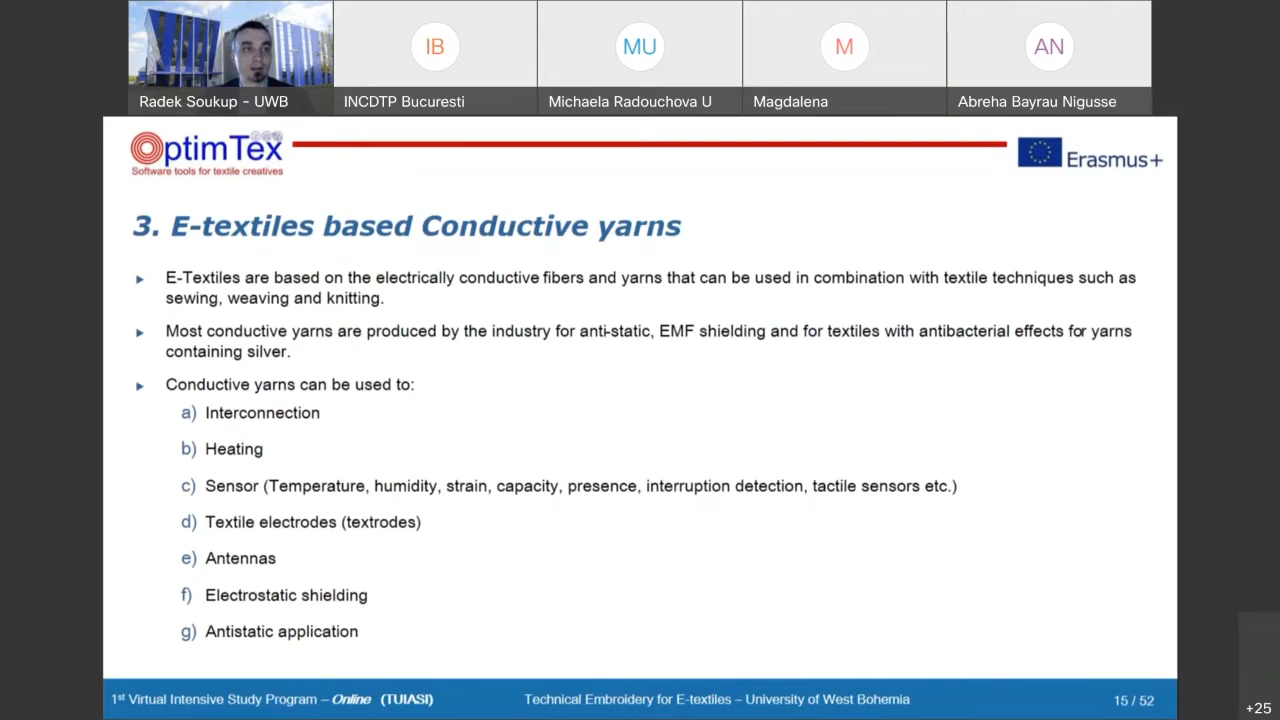 IB
MU
M
AN
Radek Soukup - UWB
INCDTP Bucuresti
Michaela Radouchova U
Magdalena
Abreha Bayrau Nigusse
OptimTex
Software tools for textile creatives
Erasmus+
3. E-textiles based Conductive yarns
E-Textiles are based on the electrically conductive fibers and yarns that can be used in combination with textile techniques such as
sewing, weaving and knitting.
Most conductive yarns are produced by the industry for anti-static, EMF shielding and for textiles with antibacterial effects for yarns
containing silver.
Conductive yarns can be used to:
a) Interconnection
b) Heating
c) Sensor (Temperature, humidity, strain, capacity, presence, interruption detection, tactile sensors etc.)
d) Textile electrodes (textrodes)
e) Antennas
f) Electrostatic shielding
g) Antistatic application
1st Virtual Intensive Study Program – Online (TUIASI)
Technical Embroidery for E-textiles – University of West Bohemia
15 / 52
+25